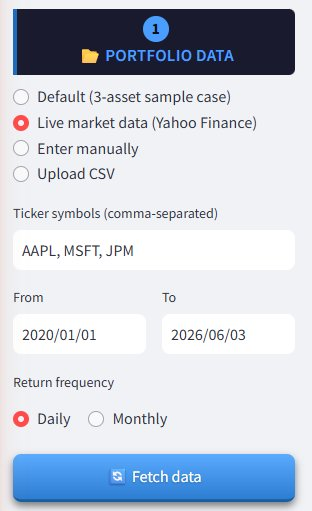 1
📂 PORTFOLIO DATA
Default (3-asset sample case)
Live market data (Yahoo Finance)
Enter manually
Upload CSV
Ticker symbols (comma-separated)
AAPL, MSFT, JPM
From To
2020/01/01 2026/06/03
Return frequency
Daily Monthly
🔄 Fetch data